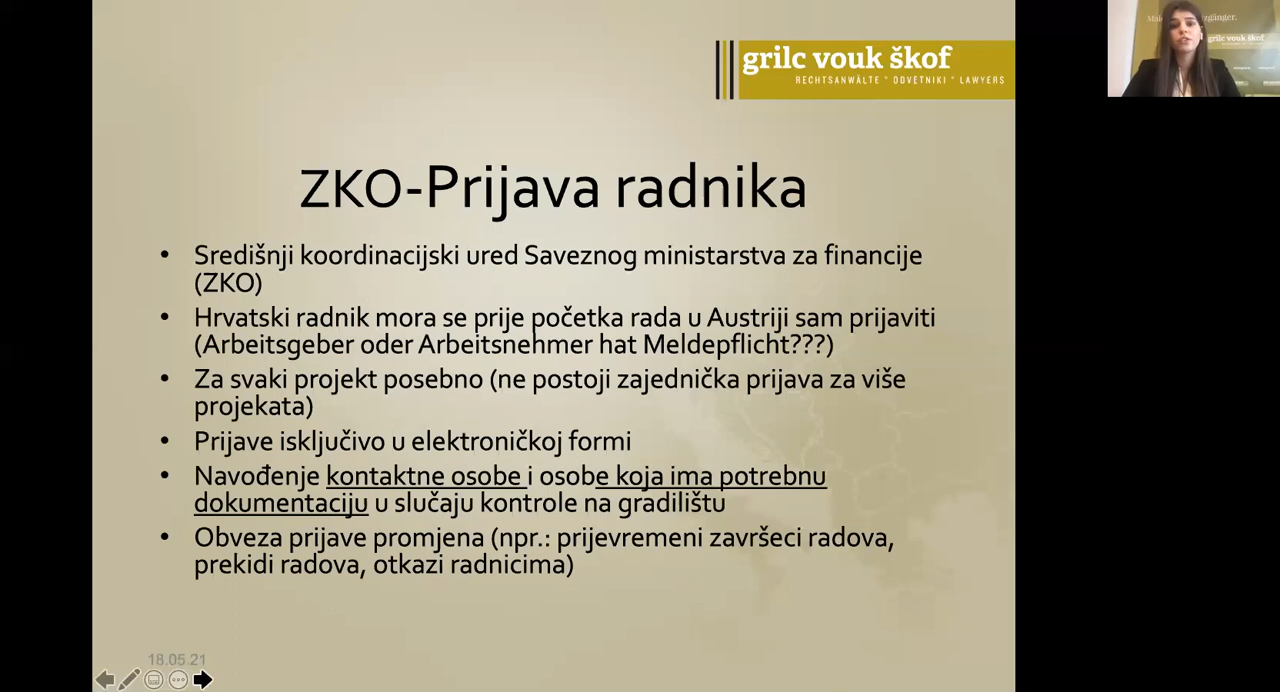 grilc vouk škof
RECHTSANWÄLTE * ODVETNIKI * LAWYERS
grilc vouk škof
ZKO-Prijava radnika
• Središnji koordinacijski ured Saveznog ministarstva za financije
(ZKO)
• Hrvatski radnik mora se prije početka rada u Austriji sam prijaviti
(Arbeitsgeber oder Arbeitsnehmer hat Meldepflicht???)
• Za svaki projekt posebno (ne postoji zajednička prijava za više
projekata)
• Prijave isključivo u elektroničkoj formi
• Navođenje kontaktne osobe i osobe koja ima potrebnu
dokumentaciju u slučaju kontrole na gradilištu
• Obveza prijave promjena (npr.: prijevremeni završeci radova,
prekidi radova, otkazi radnicima)
18.05.21